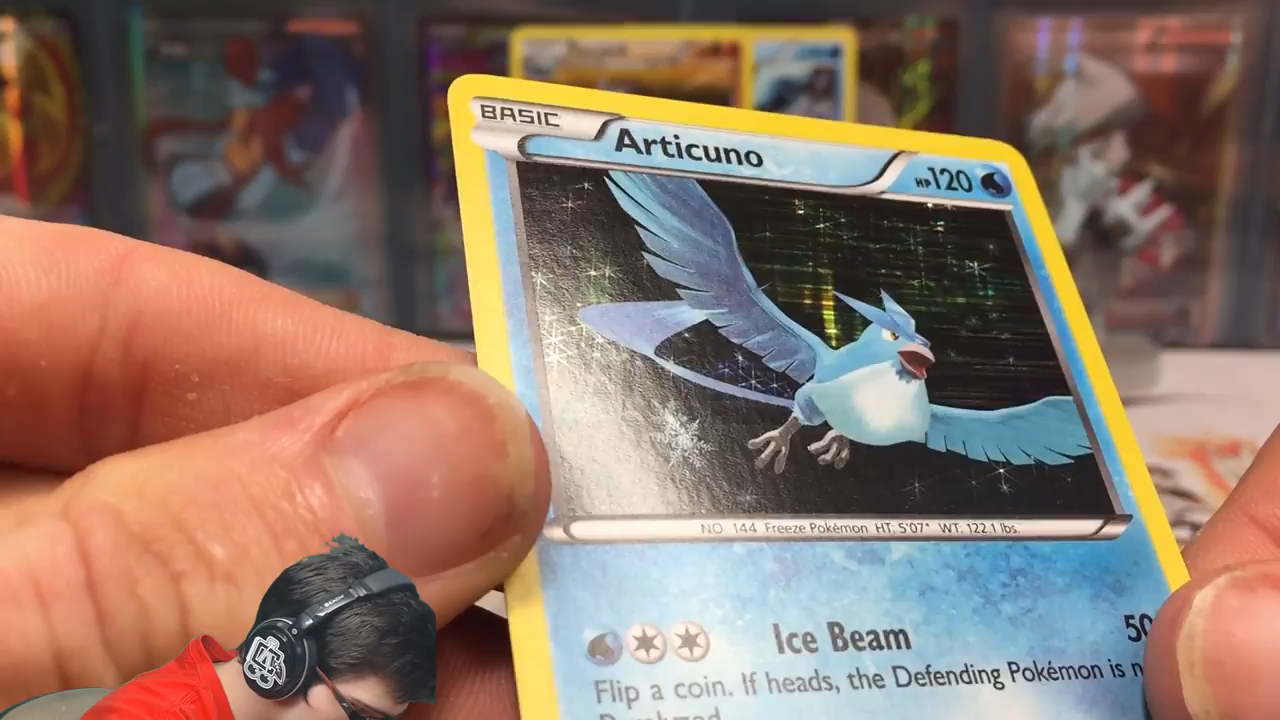 BASIC
Articuno
HP 120
NO. 144 Freeze Pokémon HT: 5'07" WT: 122.1 lbs.
Ice Beam 50
Flip a coin. If heads, the Defending Pokémon is n